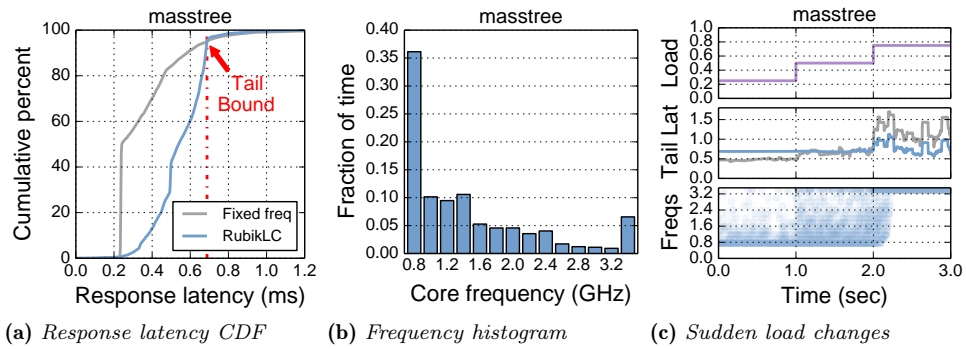 masstree
Cumulative percent
100
80
60
40
20
0
Tail
Bound
Fixed freq
RubikLC
0.0 0.2 0.4 0.6 0.8 1.0 1.2
Response latency (ms)
(a) Response latency CDF
masstree
Fraction of time
0.40
0.35
0.30
0.25
0.20
0.15
0.10
0.05
0.00
0.8 1.2 1.6 2.0 2.4 2.8 3.2
Core frequency (GHz)
(b) Frequency histogram
masstree
Load
1.0
0.8
0.6
0.4
0.2
0.0
Tail Lat
1.5
1.0
0.5
0.0
Freqs
3.2
2.4
1.6
0.8
0.0
0.0 1.0 2.0 3.0
Time (sec)
(c) Sudden load changes